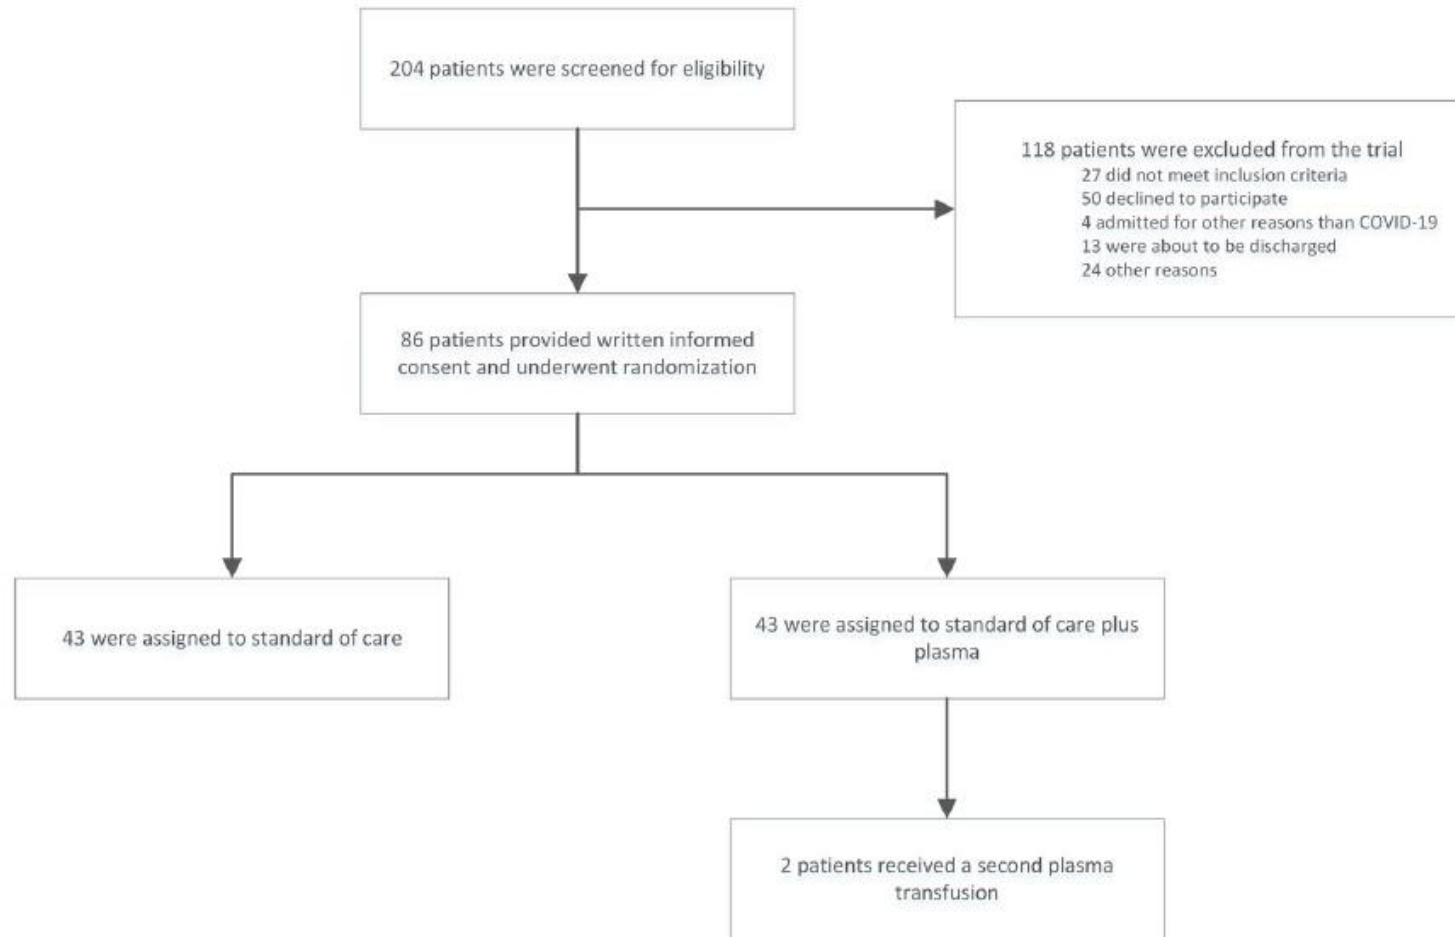 204 patients were screened for eligibility
118 patients were excluded from the trial
27 did not meet inclusion criteria
50 declined to participate
4 admitted for other reasons than COVID-19
13 were about to be discharged
24 other reasons
86 patients provided written informed
consent and underwent randomization
43 were assigned to standard of care
43 were assigned to standard of care plus
plasma
2 patients received a second plasma
transfusion